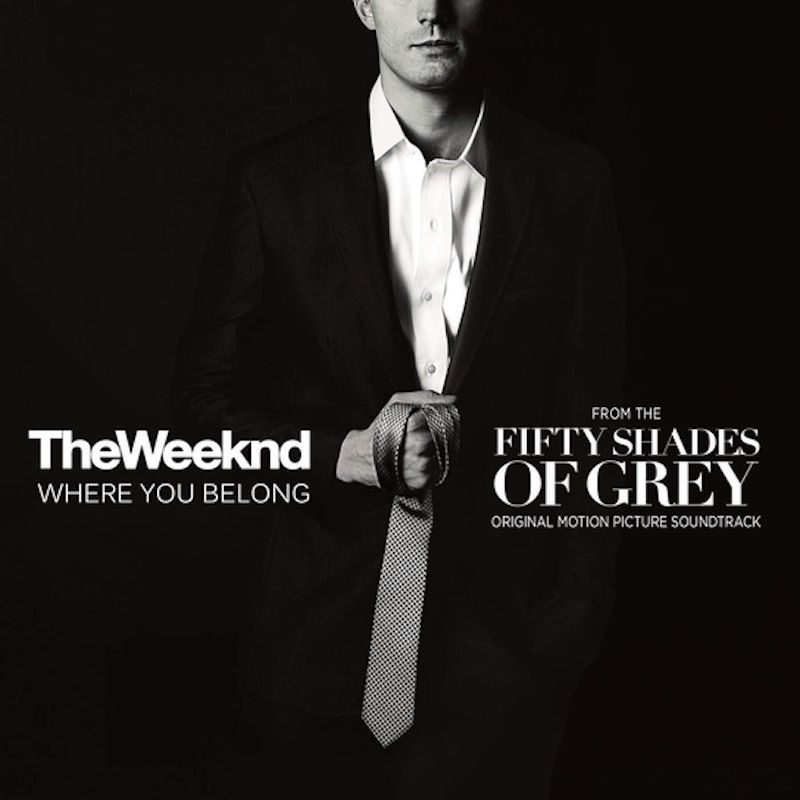 TheWeeknd
WHERE YOU BELONG
FROM THE
FIFTY SHADES
OF GREY
ORIGINAL MOTION PICTURE SOUNDTRACK